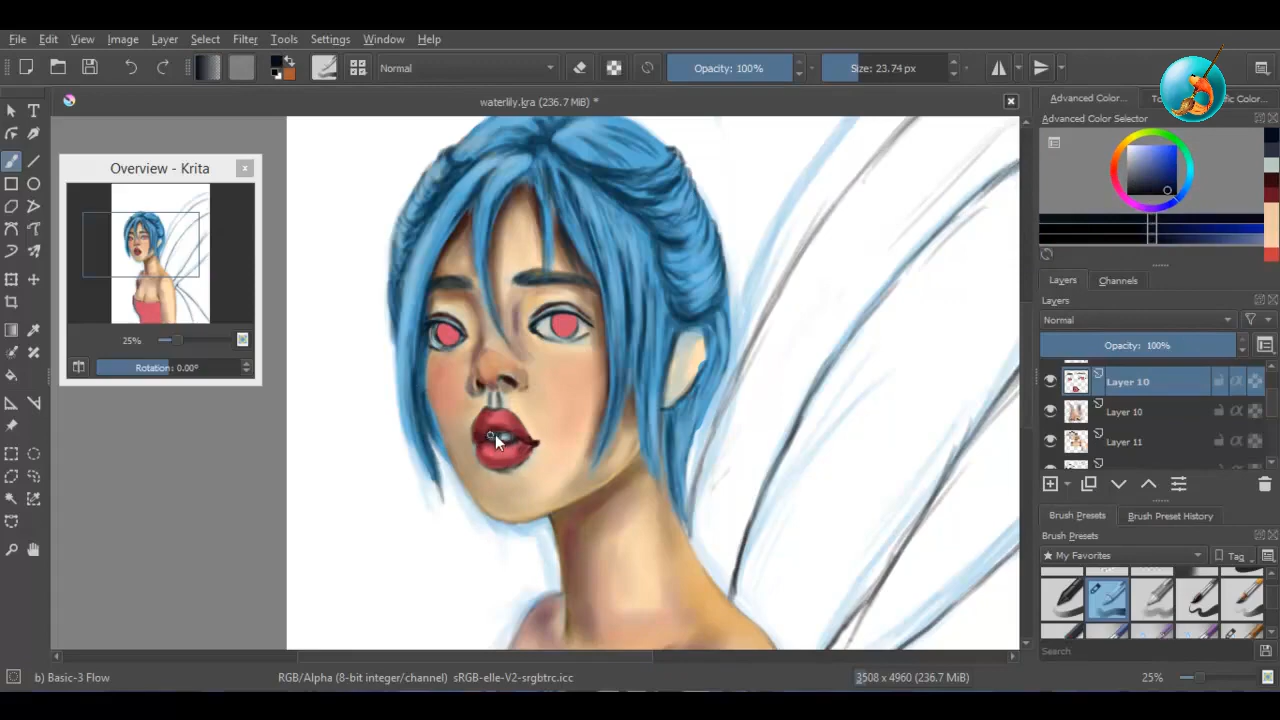 File Edit View Image Layer Select Filter Tools Settings Window Help
Normal Opacity: 100% Size: 23.74 px
waterlily.kra (236.7 MiB) *
Advanced Color... fic Color...
Advanced Color Selector
Overview - Krita
25%
Rotation: 0.00°
Layers Channels
Layers
Normal
Opacity: 100%
Layer 10
Layer 10
Layer 11
Brush Presets Brush Preset History
Brush Presets
★ My Favorites Tag
Search
b) Basic-3 Flow RGB/Alpha (8-bit integer/channel) sRGB-elle-V2-srgbtrc.icc 3508 x 4960 (236.7 MiB) 25%